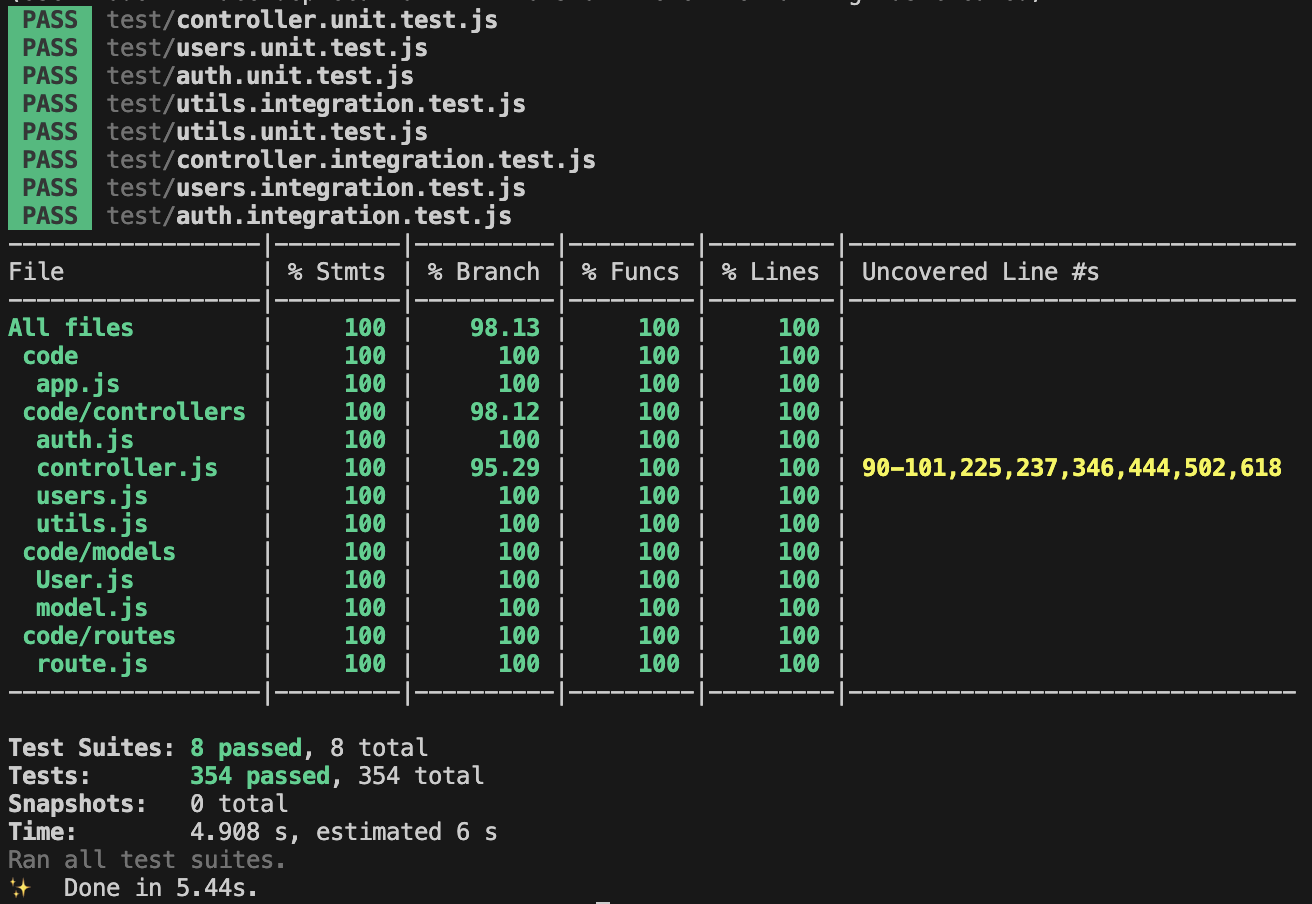 PASS test/controller.unit.test.js
PASS test/users.unit.test.js
PASS test/auth.unit.test.js
PASS test/utils.integration.test.js
PASS test/utils.unit.test.js
PASS test/controller.integration.test.js
PASS test/users.integration.test.js
PASS test/auth.integration.test.js
------------------|---------|----------|---------|---------|--------------------------------
File              | % Stmts | % Branch | % Funcs | % Lines | Uncovered Line #s
------------------|---------|----------|---------|---------|--------------------------------
All files         |     100 |    98.13 |     100 |     100 |
 code             |     100 |      100 |     100 |     100 |
  app.js          |     100 |      100 |     100 |     100 |
 code/controllers |     100 |    98.12 |     100 |     100 |
  auth.js         |     100 |      100 |     100 |     100 |
  controller.js   |     100 |    95.29 |     100 |     100 | 90-101,225,237,346,444,502,618
  users.js        |     100 |      100 |     100 |     100 |
  utils.js        |     100 |      100 |     100 |     100 |
 code/models      |     100 |      100 |     100 |     100 |
  User.js         |     100 |      100 |     100 |     100 |
  model.js        |     100 |      100 |     100 |     100 |
 code/routes      |     100 |      100 |     100 |     100 |
  route.js        |     100 |      100 |     100 |     100 |
------------------|---------|----------|---------|---------|--------------------------------
Test Suites: 8 passed, 8 total
Tests:       354 passed, 354 total
Snapshots:   0 total
Time:        4.908 s, estimated 6 s
Ran all test suites.
✨  Done in 5.44s.